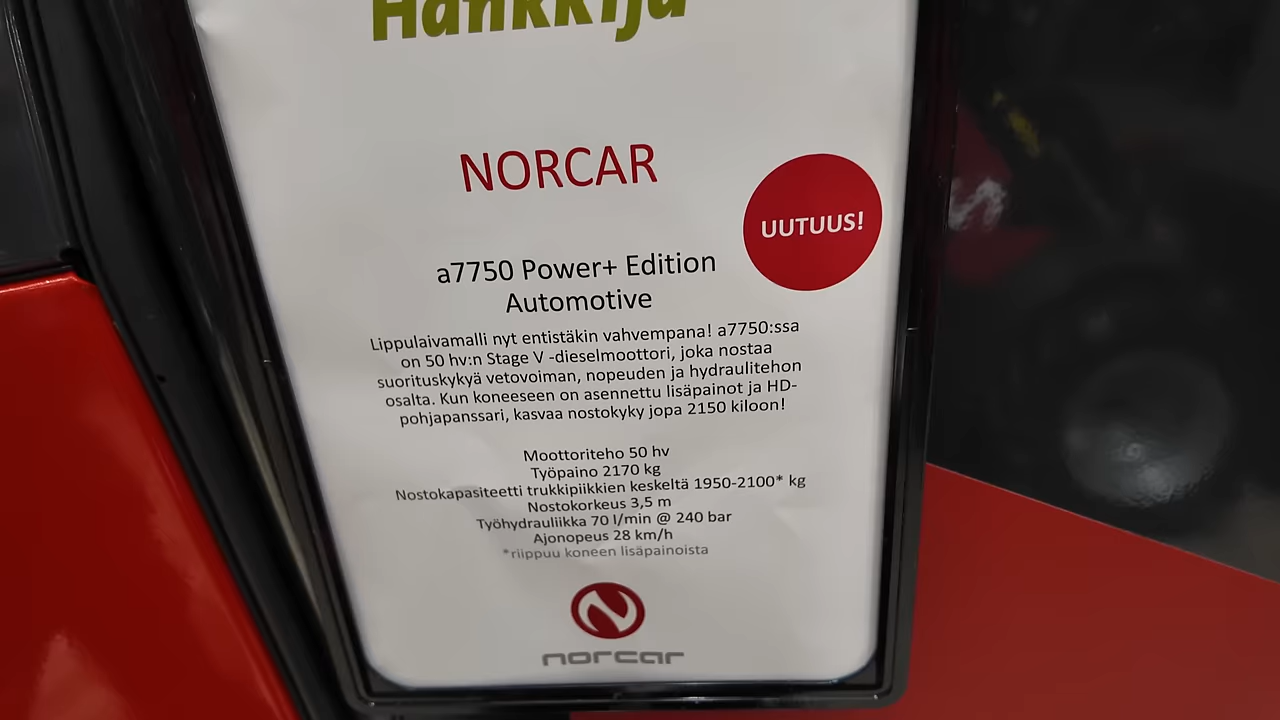 Hankkija
NORCAR
UUTUUS!
a7750 Power+ Edition
Automotive
Lippulaivamalli nyt entistäkin vahvempana! a7750:ssa
on 50 hv:n Stage V -dieselmoottori, joka nostaa
suorituskykyä vetovoiman, nopeuden ja hydraulitehon
osalta. Kun koneeseen on asennettu lisäpainot ja HD-
pohjapanssari, kasvaa nostokyky jopa 2150 kiloon!
Moottoriteho 50 hv
Työpaino 2170 kg
Nostokapasiteetti trukkipiikkien keskeltä 1950-2100* kg
Nostokorkeus 3,5 m
Työhydrauliikka 70 l/min @ 240 bar
Ajonopeus 28 km/h
*riippuu koneen lisäpainoista
norcar